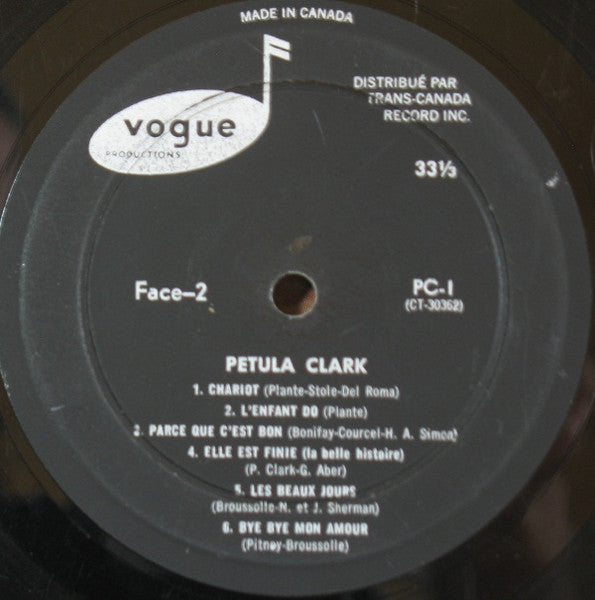 MADE IN CANADA
vogue
PRODUCTIONS
DISTRIBUÉ PAR
TRANS-CANADA
RECORD INC.
33⅓
Face-2
PC-1
(CT-30362)
PETULA CLARK
1. CHARIOT (Plante-Stole-Del Roma)
2. L'ENFANT DO (Plante)
3. PARCE QUE C'EST BON (Bonifay-Courcel-H. A. Simon)
4. ELLE EST FINIE (la belle histoire)
(P. Clark-G. Aber)
5. LES BEAUX JOURS
(Broussolle-N. et J. Sherman)
6. BYE BYE MON AMOUR
(Pitney-Broussolle)